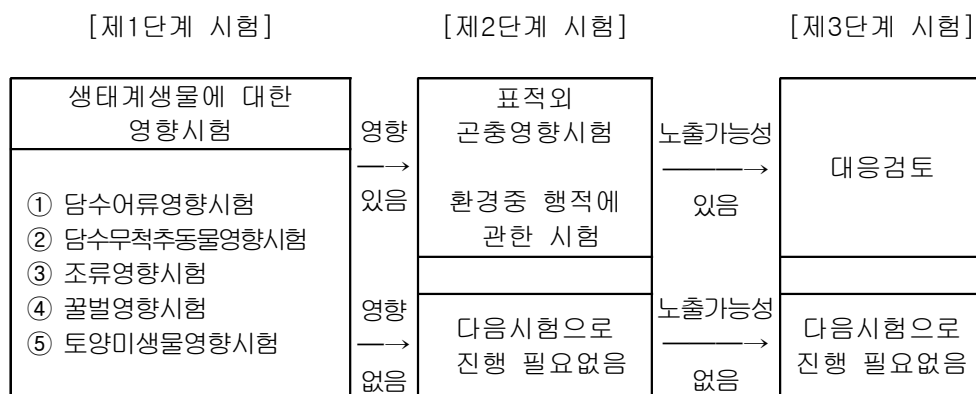 [제1단계 시험]
[제2단계 시험]
[제3단계 시험]
생태계생물에 대한
영향시험
① 담수어류영향시험
② 담수무척추동물영향시험
③ 조류영향시험
④ 꿀벌영향시험
⑤ 토양미생물영향시험
영향
—→
있음
영향
—→
없음
표적외
곤충영향시험
환경중 행적에
관한 시험
다음시험으로
진행 필요없음
노출가능성
———→
있음
노출가능성
———→
없음
대응검토
다음시험으로
진행 필요없음